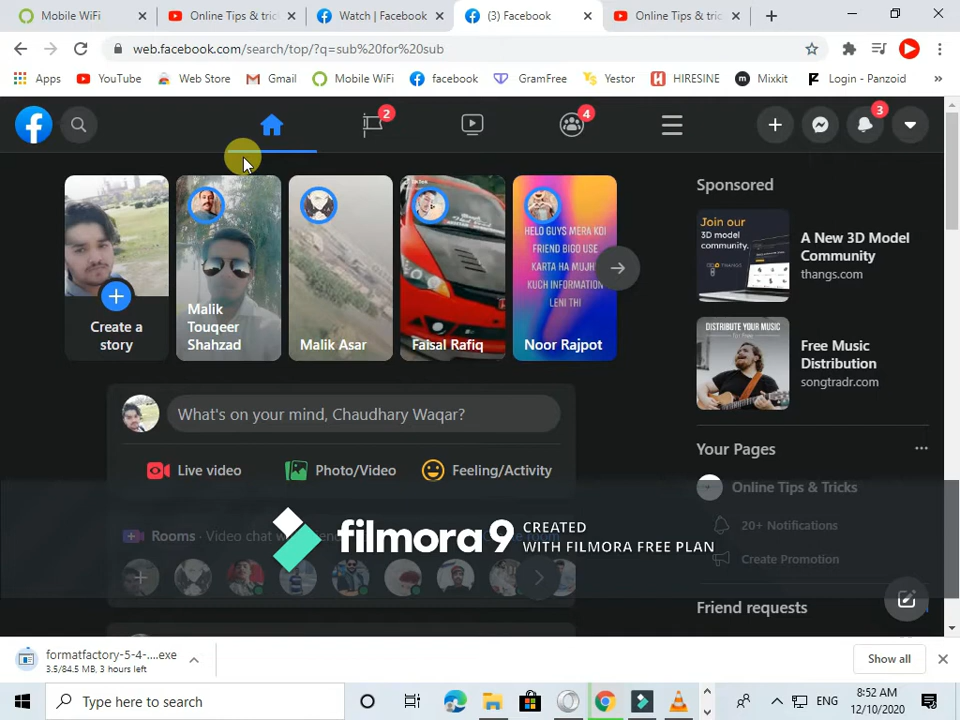 Mobile WiFi
Online Tips & tric
Watch | Facebook
(3) Facebook
Online Tips & tric
web.facebook.com/search/top/?q=sub%20for%20sub
Apps
YouTube
Web Store
Gmail
Mobile WiFi
facebook
GramFree
Yestor
HIRESINE
Mixkit
Login - Panzoid
2
4
3
Create a
story
Malik
Touqeer
Shahzad
Malik Asar
Faisal Rafiq
HELO GUYS MERA KOI
FRIEND BIGO USE
KARTA HA MUJH
KUCH INFORMATION
LENI THI
Noor Rajpot
Sponsored
Join our
3D model
community.
THANGS
A New 3D Model
Community
thangs.com
DISTRIBUTE YOUR MUSIC
for Free
Free Music
Distribution
songtradr.com
What's on your mind, Chaudhary Waqar?
Live video
Photo/Video
Feeling/Activity
Your Pages
Online Tips & Tricks
20+ Notifications
Create Promotion
Rooms · Video chat w
filmora9
CREATED
WITH FILMORA FREE PLAN
Friend requests
formatfactory-5-4-....exe
3.5/84.5 MB, 3 hours left
Show all
Type here to search
ENG
8:52 AM
12/10/2020